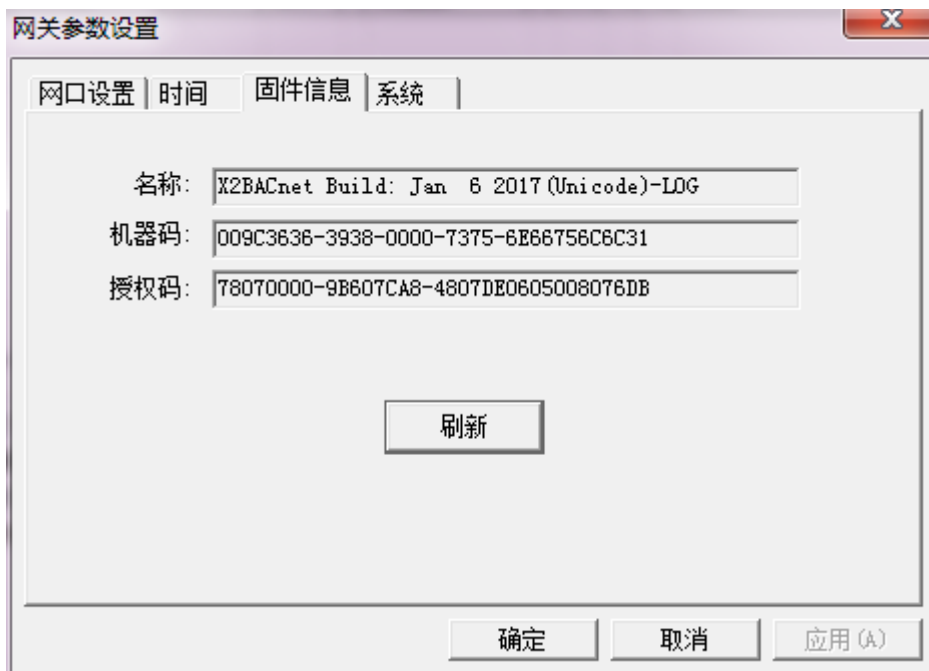 网关参数设置
网口设置 时间 固件信息 系统
名称: X2BACnet Build: Jan  6 2017(Unicode)-LOG
机器码: 009C3636-3938-0000-7375-6E66756C6C31
授权码: 78070000-9B607CA8-4807DE0605008076DB
刷新
确定 取消 应用(A)